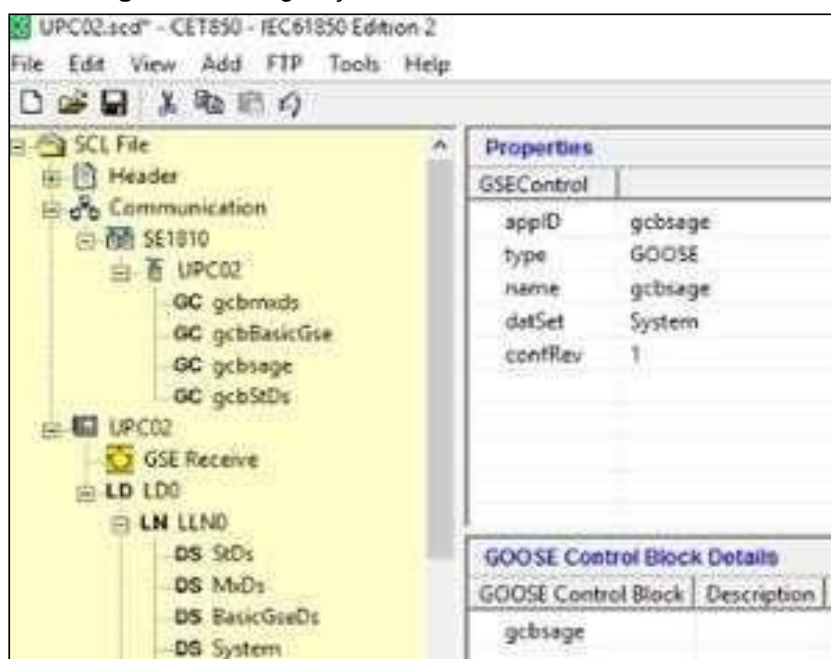 UPC02.scd* - CET850 - IEC61850 Edition 2
File Edit View Add FTP Tools Help
SCL File
Header
Communication
SE1810
UPC02
GC gcbmxds
GC gcbBasicGse
GC gcbsage
GC gcbStDs
UPC02
GSE Receive
LD LD0
LN LLN0
DS StDs
DS MxDs
DS BasicGseDs
DS System
Properties
GSEControl
appID gcbsage
type GOOSE
name gcbsage
datSet System
confRev 1
GOOSE Control Block Details
GOOSE Control Block Description
gcbsage